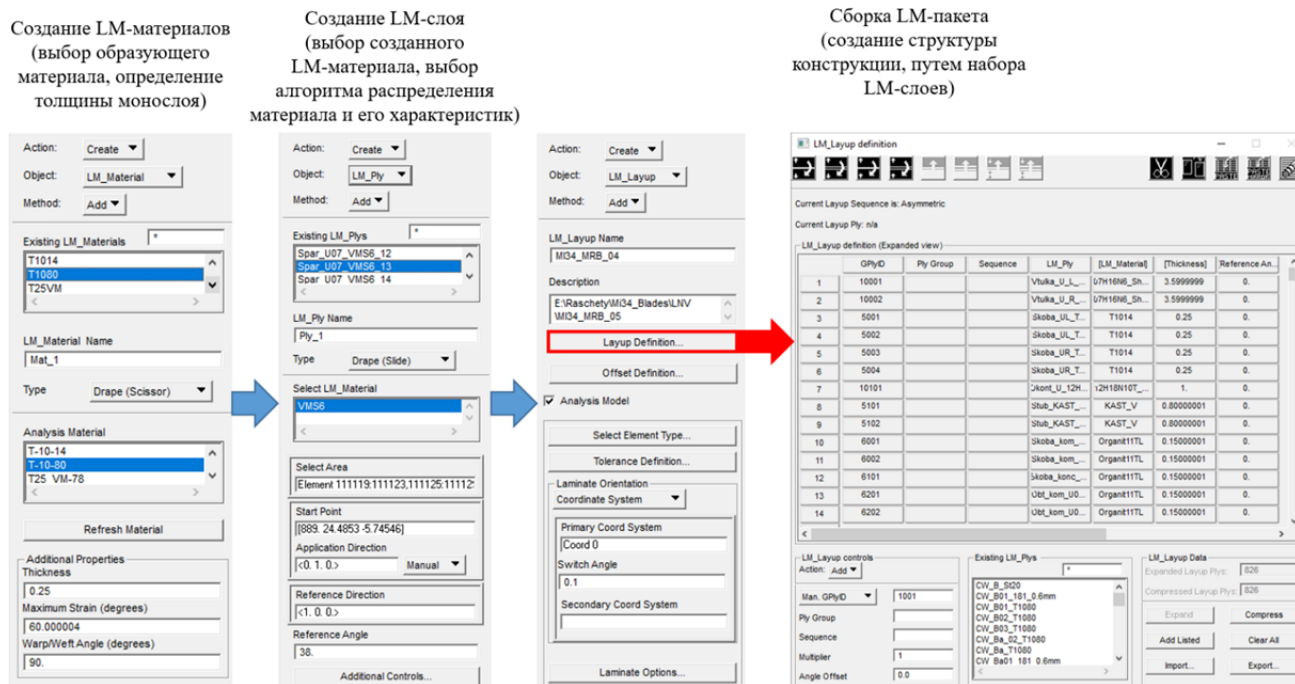 Создание LM-материалов
(выбор образующего
материала, определение
толщины монослоя)
Создание LM-слоя
(выбор созданного
LM-материала, выбор
алгоритма распределения
материала и его характеристик)
Сборка LM-пакета
(создание структуры
конструкции, путем набора
LM-слоев)
Action: Create
Object: LM_Material
Method: Add
Existing LM_Materials *
T1014
T1080
T25VM
LM_Material Name
Mat_1
Type Drape (Scissor)
Analysis Material
T-10-14
T-10-80
T25_VM-78
Refresh Material
Additional Properties
Thickness
0.25
Maximum Strain (degrees)
60.000004
Warp/Weft Angle (degrees)
90.
Action: Create
Object: LM_Ply
Method: Add
Existing LM_Plys *
Spar_U07_VMS6_12
Spar_U07_VMS6_13
Spar_U07_VMS6_14
LM_Ply Name
Ply_1
Type Drape (Slide)
Select LM_Material
VMS6
Select Area
Element 111119:111123,111125:11112
Start Point
[889. 24.4853 -5.74546]
Application Direction
<0. 1. 0.> Manual
Reference Direction
<1. 0. 0.>
Reference Angle
38.
Additional Controls...
Action: Create
Object: LM_Layup
Method: Add
LM_Layup Name
MI34_MRB_04
Description
E:\Raschety\Mi34_Blades\LNV
\MI34_MRB_05
Layup Definition...
Offset Definition...
Analysis Model
Select Element Type...
Tolerance Definition...
Laminate Orientation
Coordinate System
Primary Coord System
Coord 0
Switch Angle
0.1
Secondary Coord System
Laminate Options...
LM_Layup definition
Current Layup Sequence is: Asymmetric
Current Layup Ply: n/a
LM_Layup definition (Expanded view)
GPlyID Ply Group Sequence LM_Ply [LM_Material] [Thickness] Reference An...
1 10001 Vtulka_U_L_... 3.5999999 0.
2 10002 Vtulka_U_R_... 3.5999999 0.
3 5001 Skoba_UL_T... T1014 0.25 0.
4 5002 Skoba_UL_T... T1014 0.25 0.
5 5003 Skoba_UR_T... T1014 0.25 0.
6 5004 Skoba_UR_T... T1014 0.25 0.
7 10101 1. 0.
8 5101 Stub_KAST_... KAST_V 0.80000001 0.
9 5102 Stub_KAST_... KAST_V 0.80000001 0.
10 6001 Skoba_kom_... Organit11TL 0.15000001 0.
11 6002 Skoba_kom_... Organit11TL 0.15000001 0.
12 6101 Skoba_konc_... Organit11TL 0.15000001 0.
13 6201 Obt_kom_U0... Organit11TL 0.15000001 0.
14 6202 Obt_kom_U0... Organit11TL 0.15000001 0.
LM_Layup controls
Action: Add
Man. GPlyID 1001
Ply Group
Sequence
Multiplier 1
Angle Offset 0.0
Existing LM_Plys
*
CW_B_St20
CW_B01_181_0.6mm
CW_B01_T1080
CW_B02_T1080
CW_B03_T1080
CW_Ba_02_T1080
CW_Ba_T1080
CW_Ba01_181_0.6mm
LM_Layup Data
Expanded Layup Plys: 826
Compressed Layup Plys: 826
Expand Compress
Add Listed Clear All
Import... Export...